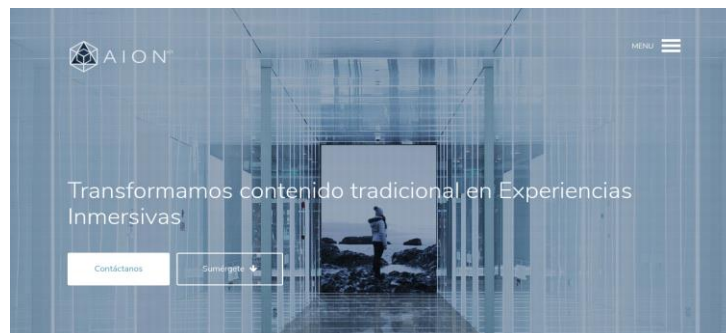 AION
MENU
Transformamos contenido tradicional en Experiencias
Inmersivas
Contáctanos
Sumérgete